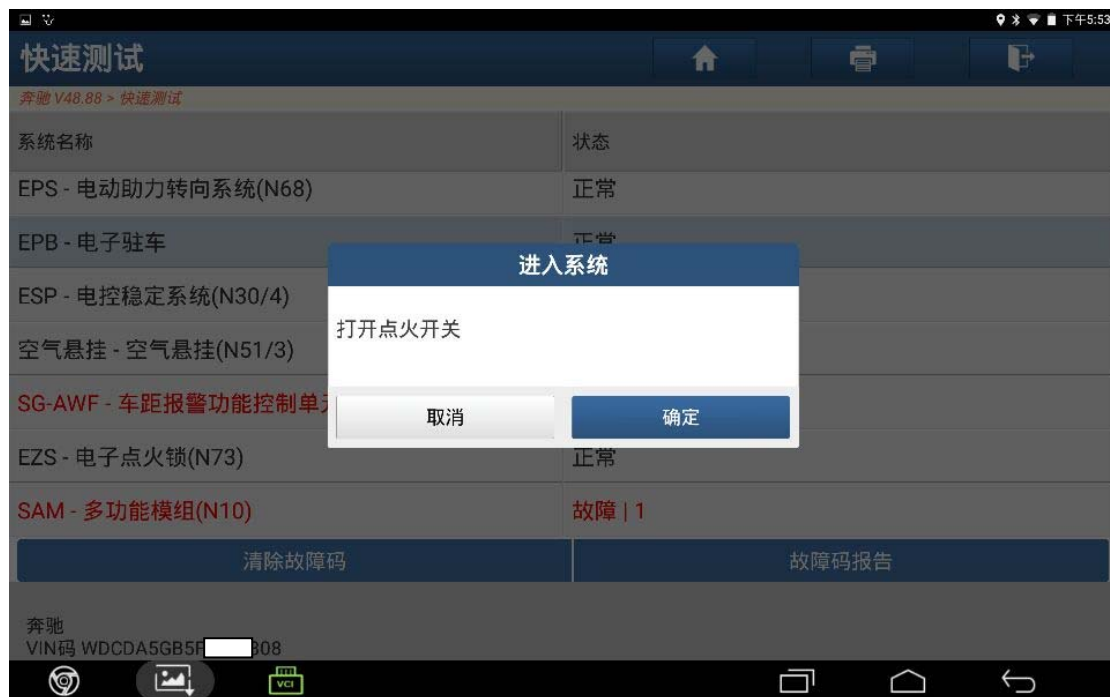 下午5:53
快速测试
奔驰 V48.88 > 快速测试
系统名称 状态
EPS - 电动助力转向系统(N68) 正常
EPB - 电子驻车 正常
进入系统
ESP - 电控稳定系统(N30/4)
打开点火开关
空气悬挂 - 空气悬挂(N51/3)
SG-AWF - 车距报警功能控制单
取消 确定
EZS - 电子点火锁(N73) 正常
SAM - 多功能模组(N10) 故障 | 1
清除故障码 故障码报告
奔驰
VIN码 WDCDA5GB5F 308
VCI